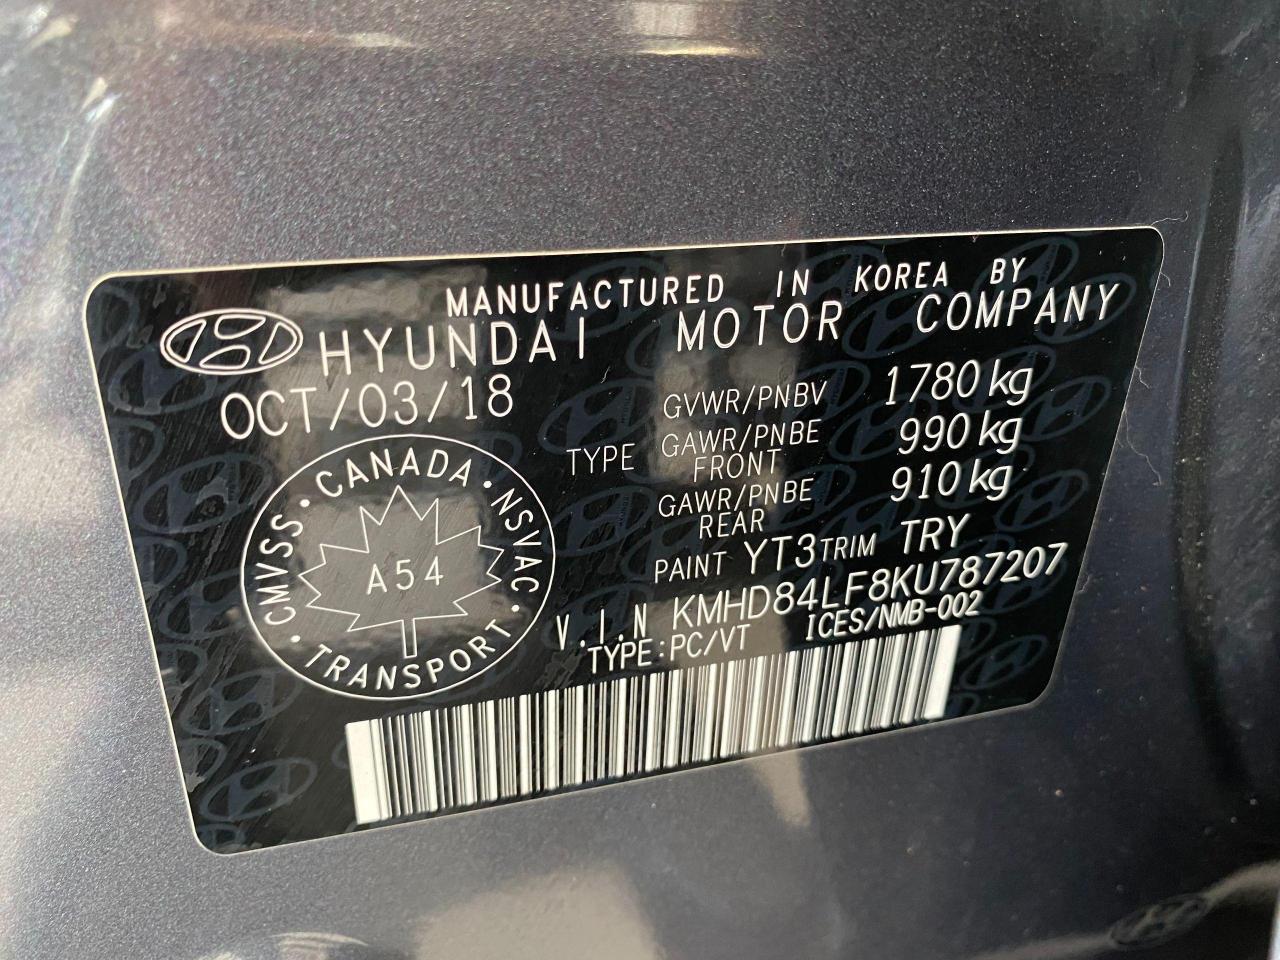 MANUFACTURED IN KOREA BY
HYUNDAI MOTOR COMPANY
OCT/03/18
GVWR/PNBV 1780 kg
TYPE GAWR/PNBE FRONT 990 kg
GAWR/PNBE REAR 910 kg
PAINT YT3 TRIM TRY
V.I.N KMHD84LF8KU787207
TYPE:PC/VT ICES/NMB-002
CANADA · NSVAC · TRANSPORT · CMVSS ·
A54